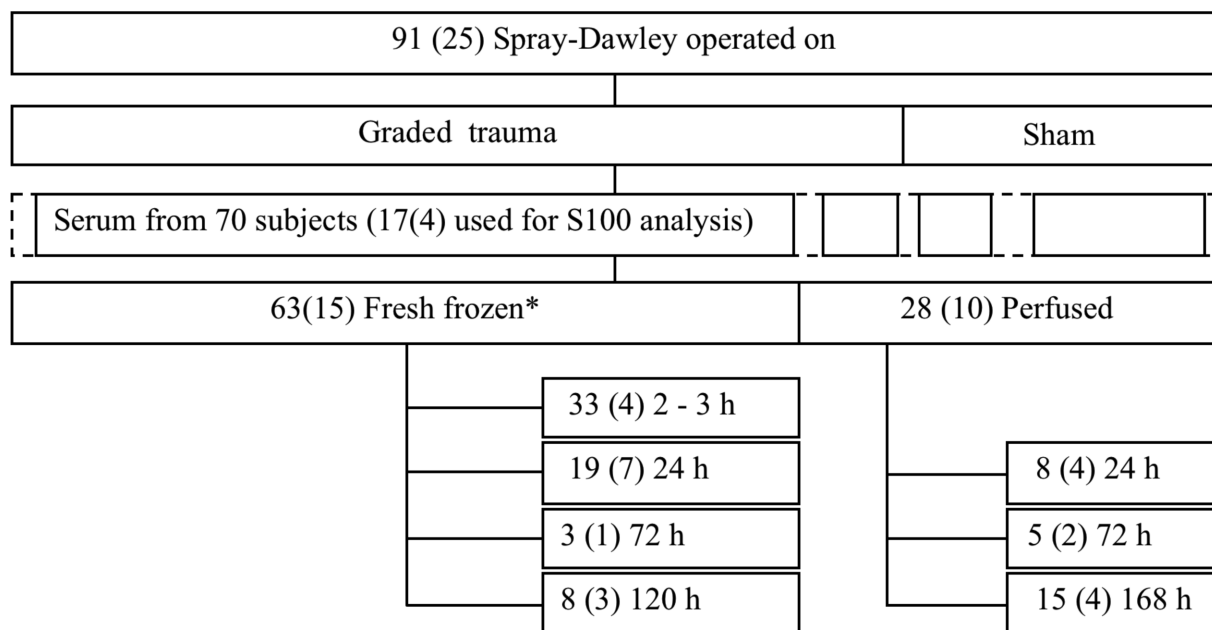 91 (25) Spray-Dawley operated on
Graded trauma
Sham
Serum from 70 subjects (17(4) used for S100 analysis)
63(15) Fresh frozen*
28 (10) Perfused
33 (4) 2 - 3 h
19 (7) 24 h
3 (1) 72 h
8 (3) 120 h
8 (4) 24 h
5 (2) 72 h
15 (4) 168 h